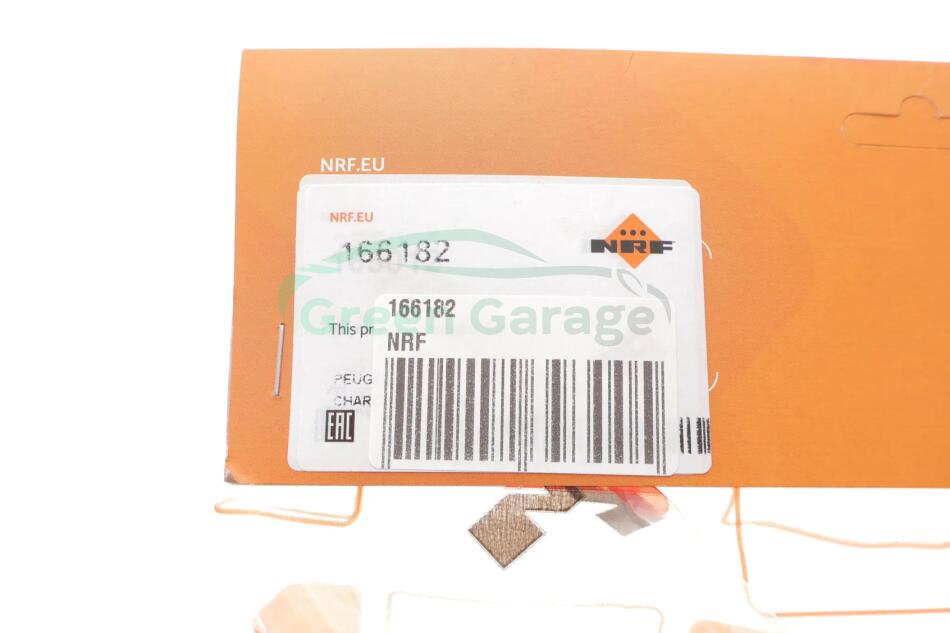 NRF.EU
NRF.EU
NRF
166182
166182
Green Garage
This pr
NRF
PEUG
CHAR
EAC